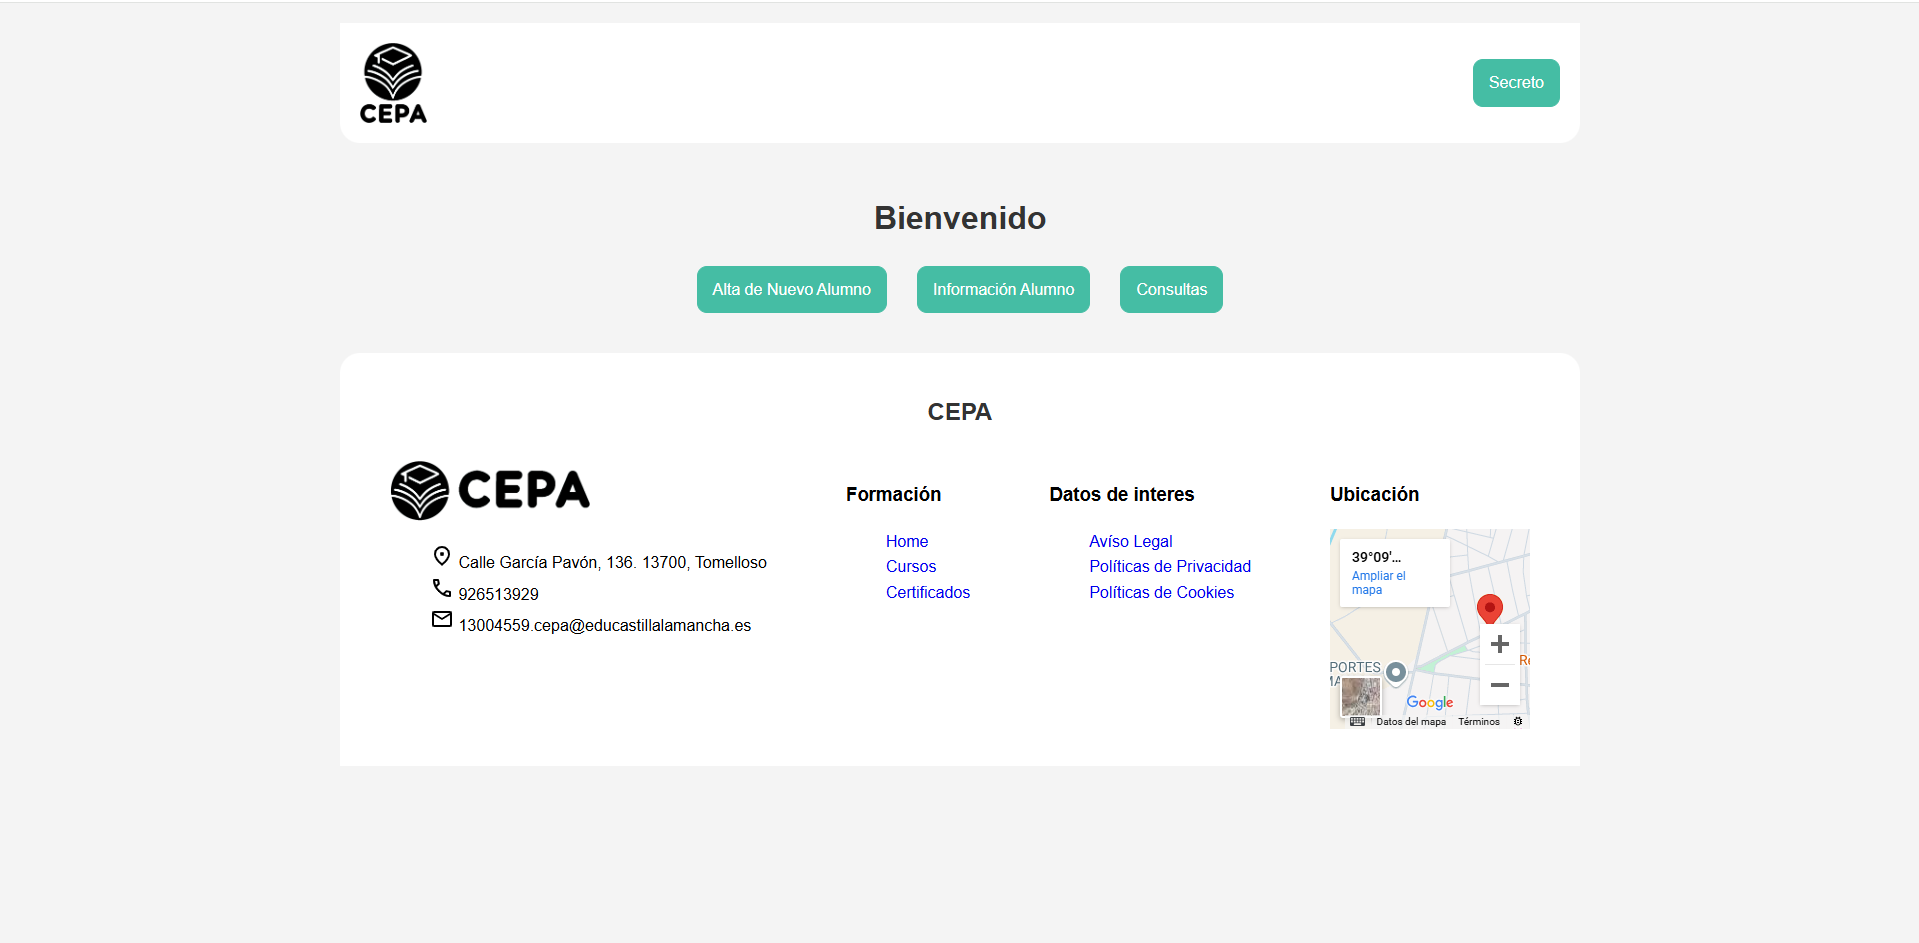 CEPA
Secreto
Bienvenido
Alta de Nuevo Alumno
Información Alumno
Consultas
CEPA
CEPA
Calle García Pavón, 136. 13700, Tomelloso
926513929
13004559.cepa@educastillalamancha.es
Formación
Home
Cursos
Certificados
Datos de interes
Avíso Legal
Políticas de Privacidad
Políticas de Cookies
Ubicación
39°09'...
Ampliar el
mapa
PORTES
Google
Datos del mapa
Términos